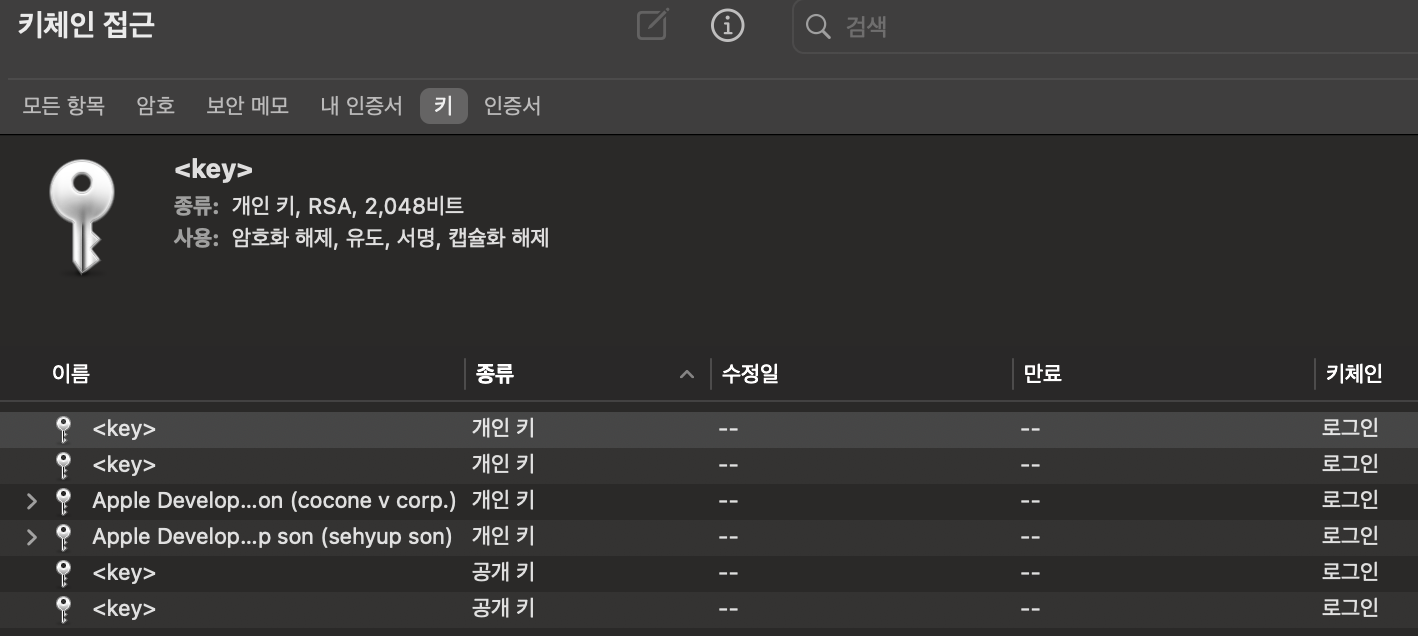 키체인 접근
검색
모든 항목 암호 보안 메모 내 인증서 키 인증서
<key>
종류: 개인 키, RSA, 2,048비트
사용: 암호화 해제, 유도, 서명, 캡슐화 해제
이름 종류 수정일 만료 키체인
<key> 개인 키 -- -- 로그인
<key> 개인 키 -- -- 로그인
Apple Develop...on (cocone v corp.) 개인 키 -- -- 로그인
Apple Develop...p son (sehyup son) 개인 키 -- -- 로그인
<key> 공개 키 -- -- 로그인
<key> 공개 키 -- -- 로그인